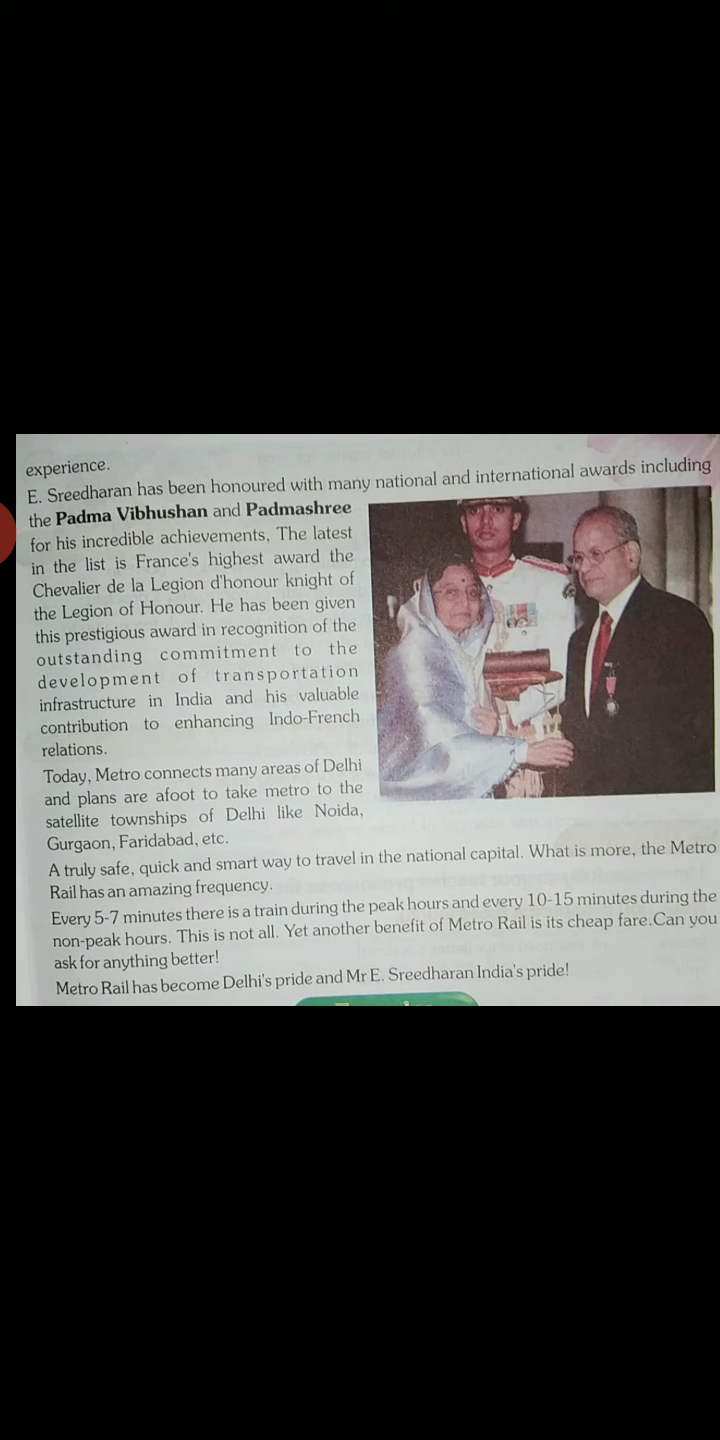 experience.
E. Sreedharan has been honoured with many national and international awards including
the Padma Vibhushan and Padmashree
for his incredible achievements, The latest
in the list is France's highest award the
Chevalier de la Legion d'honour knight of
the Legion of Honour. He has been given
this prestigious award in recognition of the
outstanding commitment to the
development of transportation
infrastructure in India and his valuable
contribution to enhancing Indo-French
relations.
Today, Metro connects many areas of Delhi
and plans are afoot to take metro to the
satellite townships of Delhi like Noida,
Gurgaon, Faridabad, etc.
A truly safe, quick and smart way to travel in the national capital. What is more, the Metro
Rail has an amazing frequency.
Every 5-7 minutes there is a train during the peak hours and every 10-15 minutes during the
non-peak hours. This is not all. Yet another benefit of Metro Rail is its cheap fare.Can you
ask for anything better!
Metro Rail has become Delhi's pride and Mr E. Sreedharan India's pride!